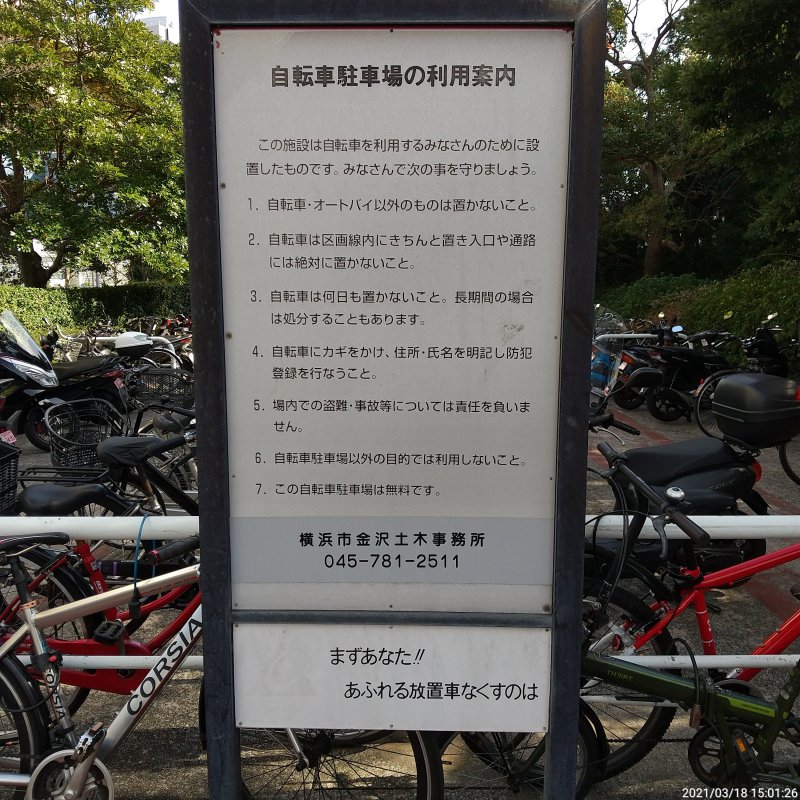 自転車駐車場の利用案内
この施設は自転車を利用するみなさんのために設
置したものです。みなさんで次の事を守りましょう。
1. 自転車・オートバイ以外のものは置かないこと。
2. 自転車は区画線内にきちんと置き入口や通路
には絶対に置かないこと。
3. 自転車は何日も置かないこと。長期間の場合
は処分することもあります。
4. 自転車にカギをかけ、住所・氏名を明記し防犯
登録を行なうこと。
5. 場内での盗難・事故等については責任を負いま
せん。
6. 自転車駐車場以外の目的では利用しないこと。
7. この自転車駐車場は無料です。
横浜市金沢土木事務所
045-781-2511
まずあなた!!
あふれる放置車なくすのは
CORSIA
THRIFT
2021/03/18 15:01:26